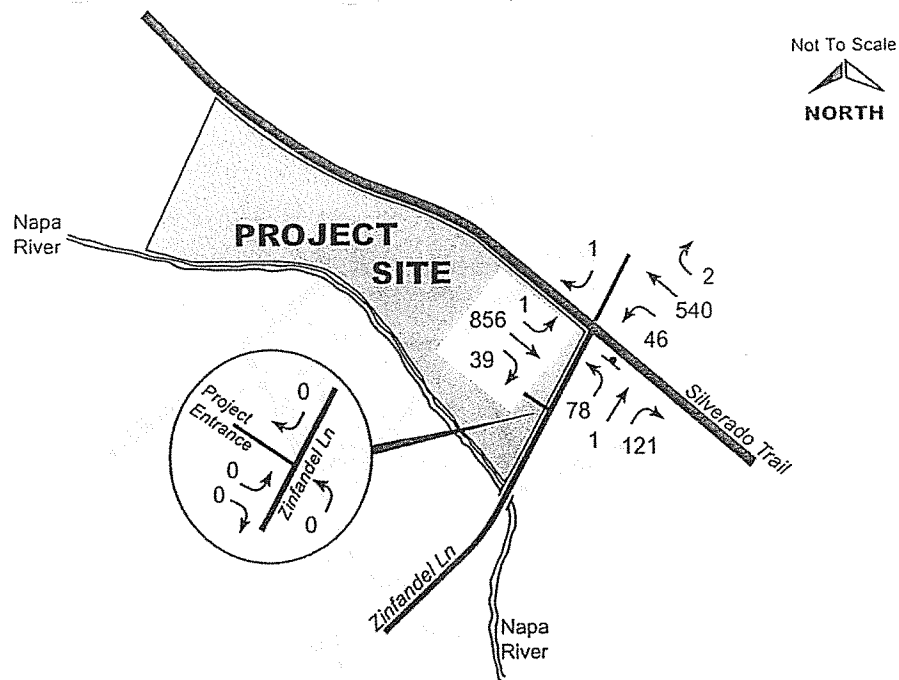 Not To Scale
NORTH
Napa
River
PROJECT
SITE
1
2
540
46
1
856
39
78
1
121
Silverado Trail
Project
Entrance
0
0
0
0
Zinfandel Ln
Zinfandel Ln
Napa
River